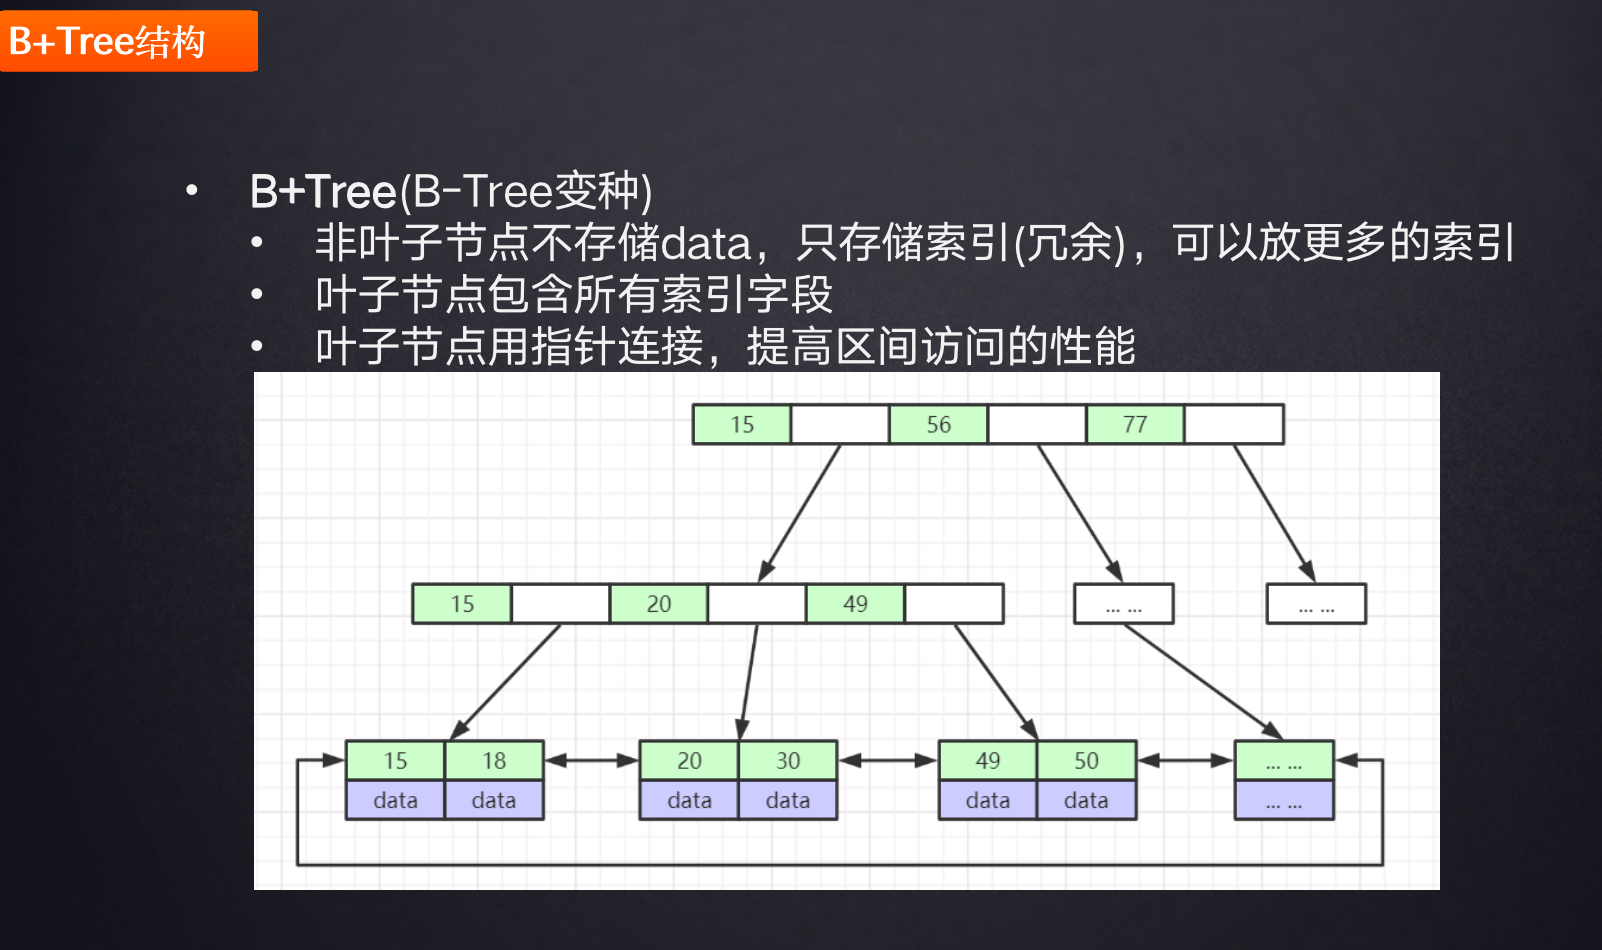 B+Tree结构
• B+Tree(B-Tree变种)
• 非叶子节点不存储data，只存储索引(冗余)，可以放更多的索引
• 叶子节点包含所有索引字段
• 叶子节点用指针连接，提高区间访问的性能
15 56 77
15 20 49 ... ... ... ...
15 18 20 30 49 50 ... ...
data data data data data data ... ...